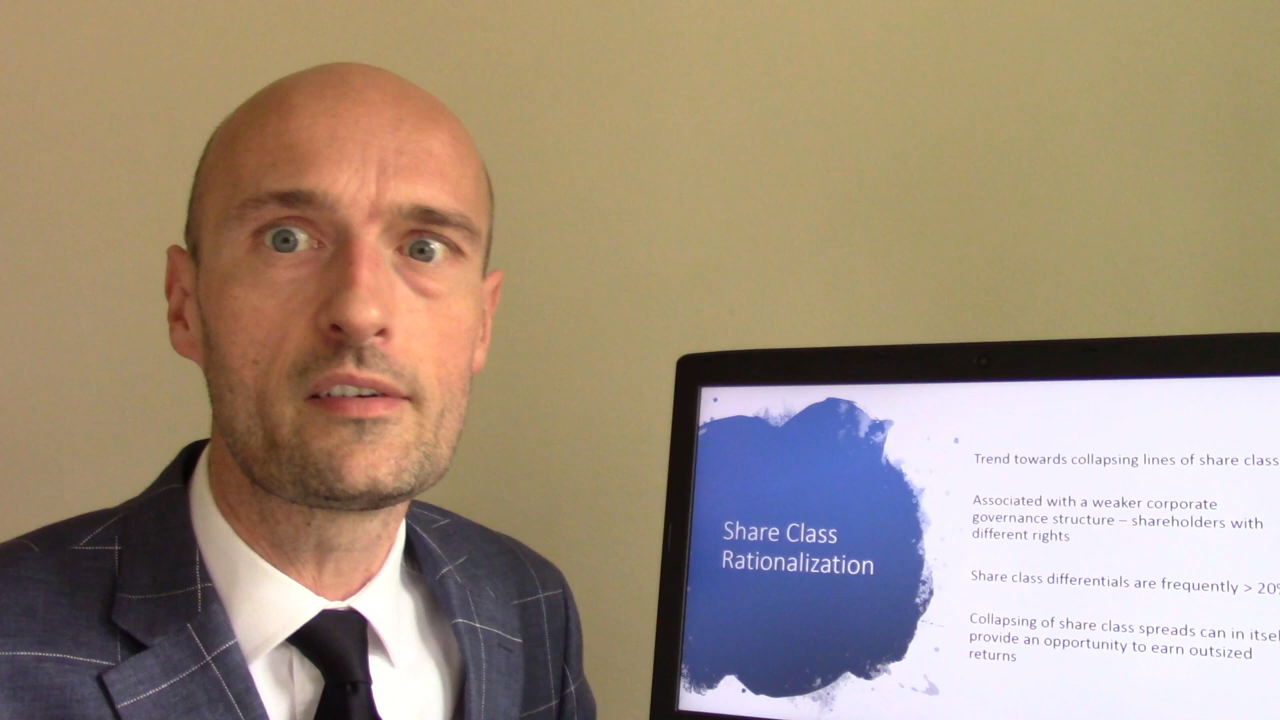 Share Class
Rationalization
Trend towards collapsing lines of share class
Associated with a weaker corporate
governance structure – shareholders with
different rights
Share class differentials are frequently > 20%
Collapsing of share class spreads can in itself
provide an opportunity to earn outsized
returns